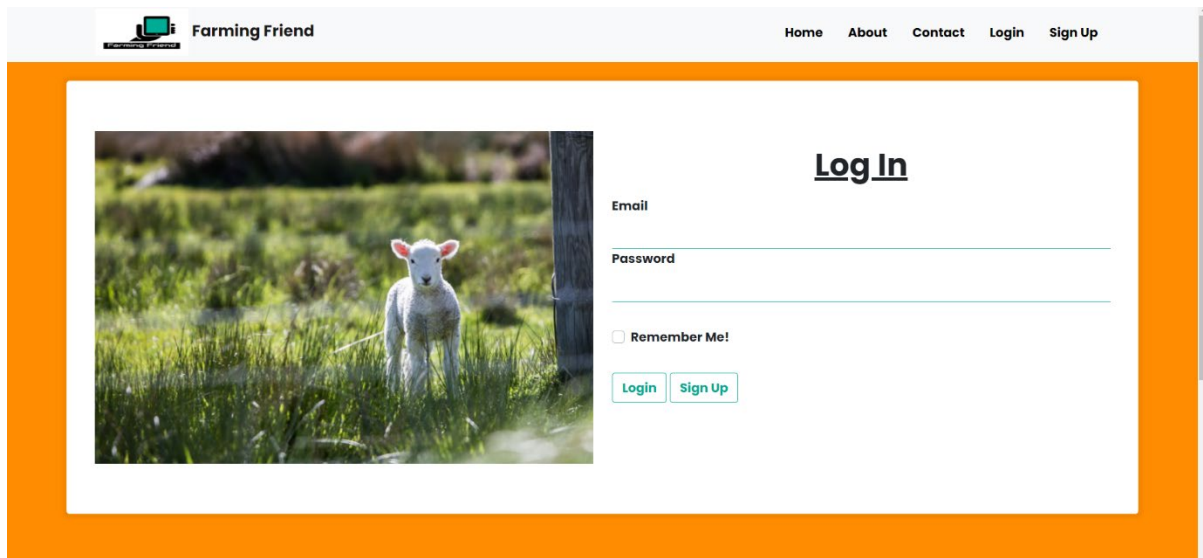 Farming Friend
Farming Friend
Home About Contact Login Sign Up
Log In
Email
Password
Remember Me!
Login Sign Up